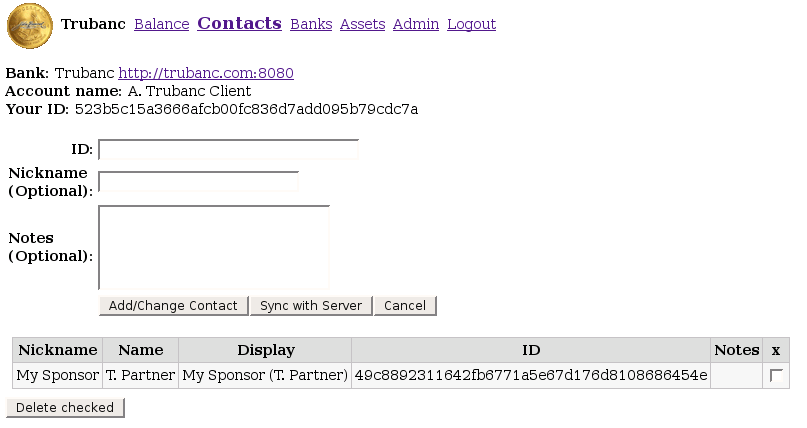 Trubanc Balance Contacts Banks Assets Admin Logout
Bank: Trubanc http://trubanc.com:8080
Account name: A. Trubanc Client
Your ID: 523b5c15a3666afcb00fc836d7add095b79cdc7a
ID:
Nickname
(Optional):
Notes
(Optional):
Add/Change Contact Sync with Server Cancel
Nickname Name Display ID Notes x
My Sponsor T. Partner My Sponsor (T. Partner) 49c8892311642fb6771a5e67d176d8108686454e
Delete checked